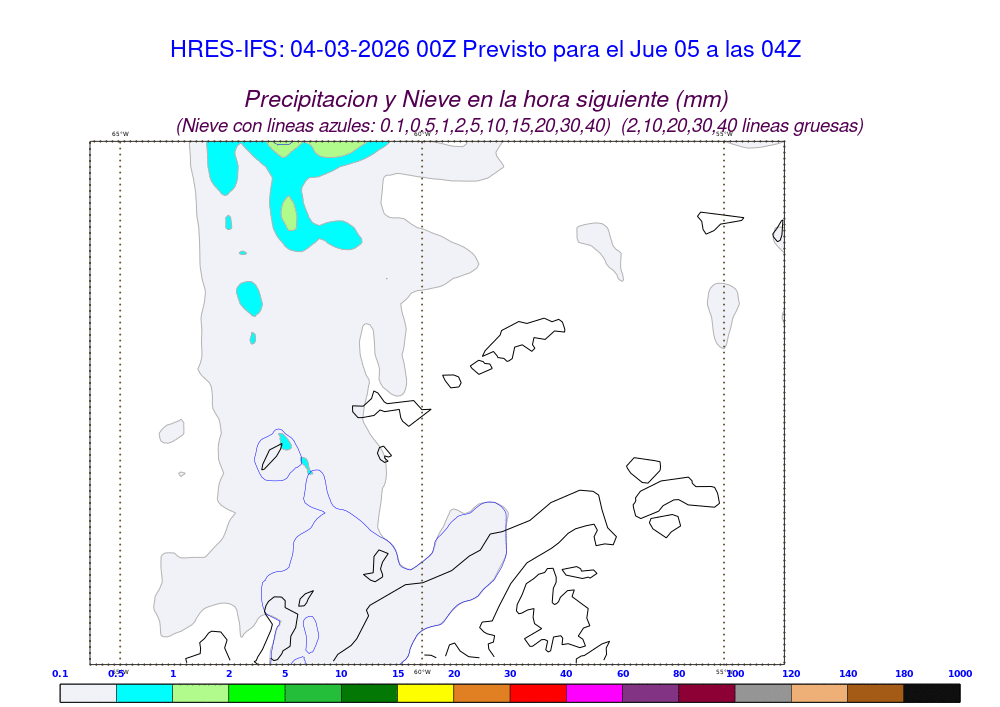 HRES-IFS: 04-03-2026 00Z Previsto para el Jue 05 a las 04Z
Precipitacion y Nieve en la hora siguiente (mm)
(Nieve con lineas azules: 0.1,0.5,1,2,5,10,15,20,30,40) (2,10,20,30,40 lineas gruesas)
65°W 60°W 55°W
65°W 60°W 55°W
0.1 0.5 1 2 5 10 15 20 30 40 60 80 100 120 140 180 1000